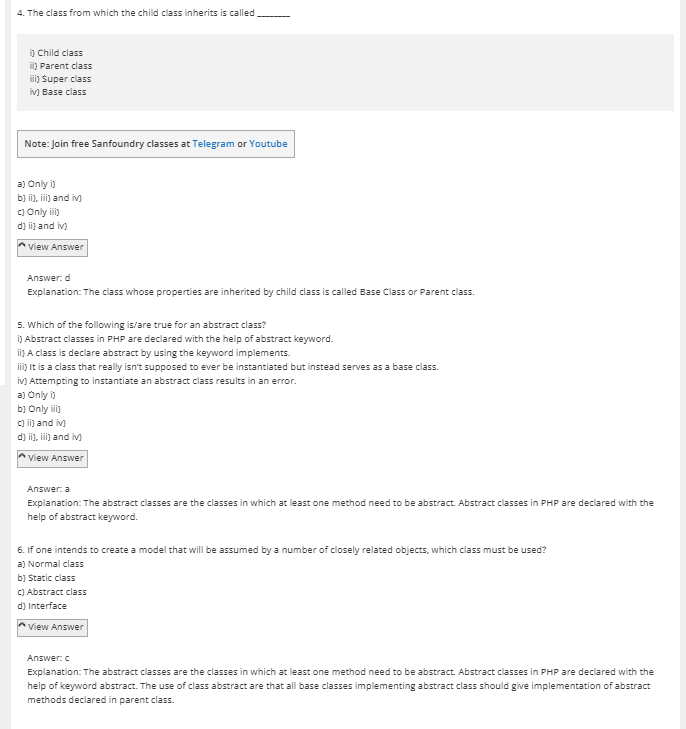 4. The class from which the child class inherits is called ________
i) Child class
ii) Parent class
iii) Super class
iv) Base class
Note: Join free Sanfoundry classes at Telegram or Youtube
a) Only i)
b) ii), iii) and iv)
c) Only iii)
d) ii) and iv)
View Answer
Answer: d
Explanation: The class whose properties are inherited by child class is called Base Class or Parent class.
5. Which of the following is/are true for an abstract class?
i) Abstract classes in PHP are declared with the help of abstract keyword.
ii) A class is declare abstract by using the keyword implements.
iii) It is a class that really isn't supposed to ever be instantiated but instead serves as a base class.
iv) Attempting to instantiate an abstract class results in an error.
a) Only i)
b) Only iii)
c) ii) and iv)
d) ii), iii) and iv)
View Answer
Answer: a
Explanation: The abstract classes are the classes in which at least one method need to be abstract. Abstract classes in PHP are declared with the
help of abstract keyword.
6. If one intends to create a model that will be assumed by a number of closely related objects, which class must be used?
a) Normal class
b) Static class
c) Abstract class
d) Interface
View Answer
Answer: c
Explanation: The abstract classes are the classes in which at least one method need to be abstract. Abstract classes in PHP are declared with the
help of keyword abstract. The use of class abstract are that all base classes implementing abstract class should give implementation of abstract
methods declared in parent class.